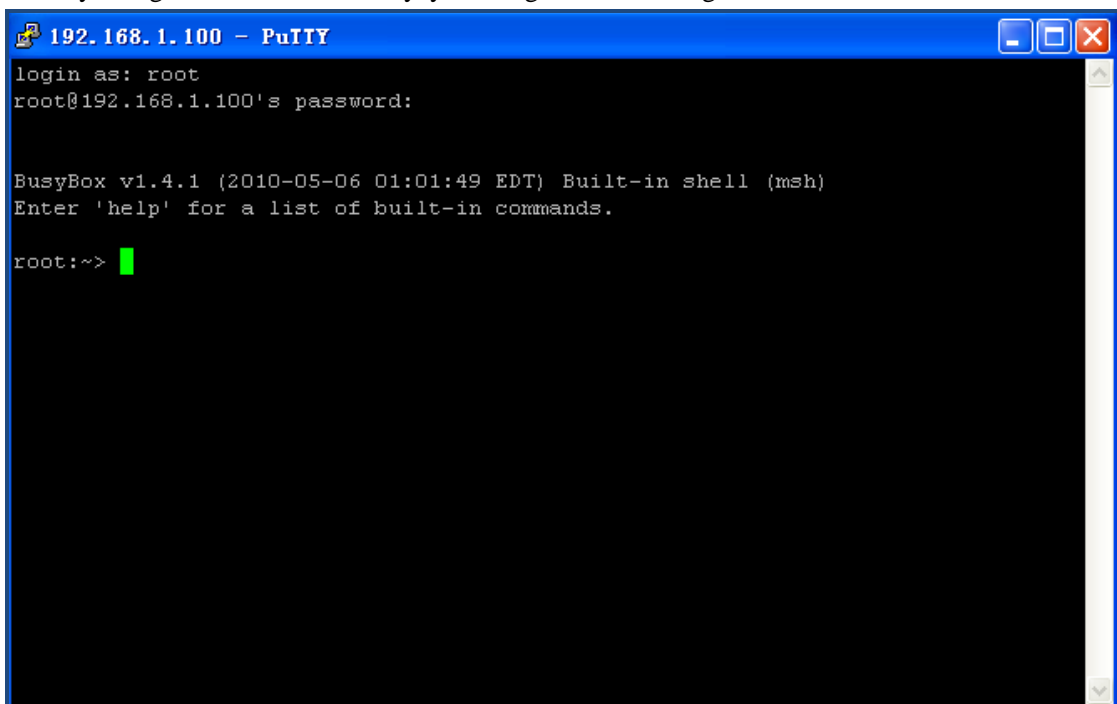 192.168.1.100 - PuTTY
login as: root
root@192.168.1.100's password:
BusyBox v1.4.1 (2010-05-06 01:01:49 EDT) Built-in shell (msh)
Enter 'help' for a list of built-in commands.
root:~>